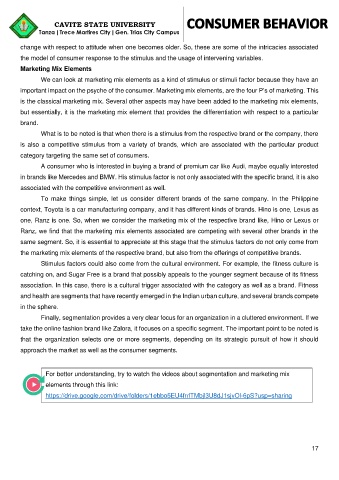 CAVITE STATE UNIVERSITY
Tanza | Trece Martires City | Gen. Trias City Campus
CONSUMER BEHAVIOR
change with respect to attitude when one becomes older. So, these are some of the intricacies associated
the model of consumer response to the stimulus and the usage of intervening variables.
Marketing Mix Elements
We can look at marketing mix elements as a kind of stimulus or stimuli factor because they have an
important impact on the psyche of the consumer. Marketing mix elements, are the four P's of marketing. This
is the classical marketing mix. Several other aspects may have been added to the marketing mix elements,
but essentially, it is the marketing mix element that provides the differentiation with respect to a particular
brand.
What is to be noted is that when there is a stimulus from the respective brand or the company, there
is also a competitive stimulus from a variety of brands, which are associated with the particular product
category targeting the same set of consumers.
A consumer who is interested in buying a brand of premium car like Audi, maybe equally interested
in brands like Mercedes and BMW. His stimulus factor is not only associated with the specific brand, it is also
associated with the competitive environment as well.
To make things simple, let us consider different brands of the same company. In the Philippine
context, Toyota is a car manufacturing company, and it has different kinds of brands. Hino is one, Lexus as
one, Ranz is one. So, when we consider the marketing mix of the respective brand like, Hino or Lexus or
Ranz, we find that the marketing mix elements associated are competing with several other brands in the
same segment. So, it is essential to appreciate at this stage that the stimulus factors do not only come from
the marketing mix elements of the respective brand, but also from the offerings of competitive brands.
Stimulus factors could also come from the cultural environment. For example, the fitness culture is
catching on, and Sugar Free is a brand that possibly appeals to the younger segment because of its fitness
association. In this case, there is a cultural trigger associated with the category as well as a brand. Fitness
and health are segments that have recently emerged in the Indian urban culture, and several brands compete
in the sphere.
Finally, segmentation provides a very clear focus for an organization in a cluttered environment. If we
take the online fashion brand like Zalora, it focuses on a specific segment. The important point to be noted is
that the organization selects one or more segments, depending on its strategic pursuit of how it should
approach the market as well as the consumer segments.
For better understanding, try to watch the videos about segmentation and marketing mix
elements through this link:
17